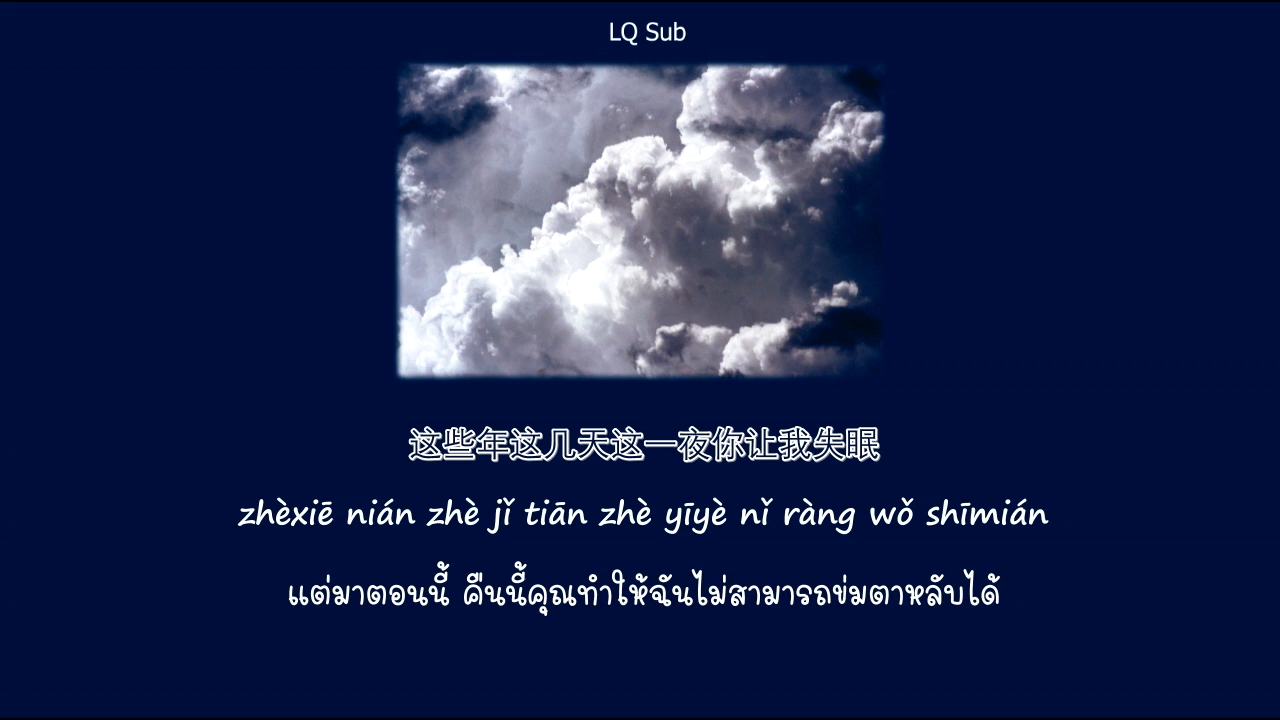 LQ Sub
这些年这几天这一夜你让我失眠
zhèxiē nián zhè jǐ tiān zhè yīyè nǐ ràng wǒ shīmián
แต่มาตอนนี้ คืนนี้คุณทำให้ฉันไม่สามารถข่มตาหลับได้